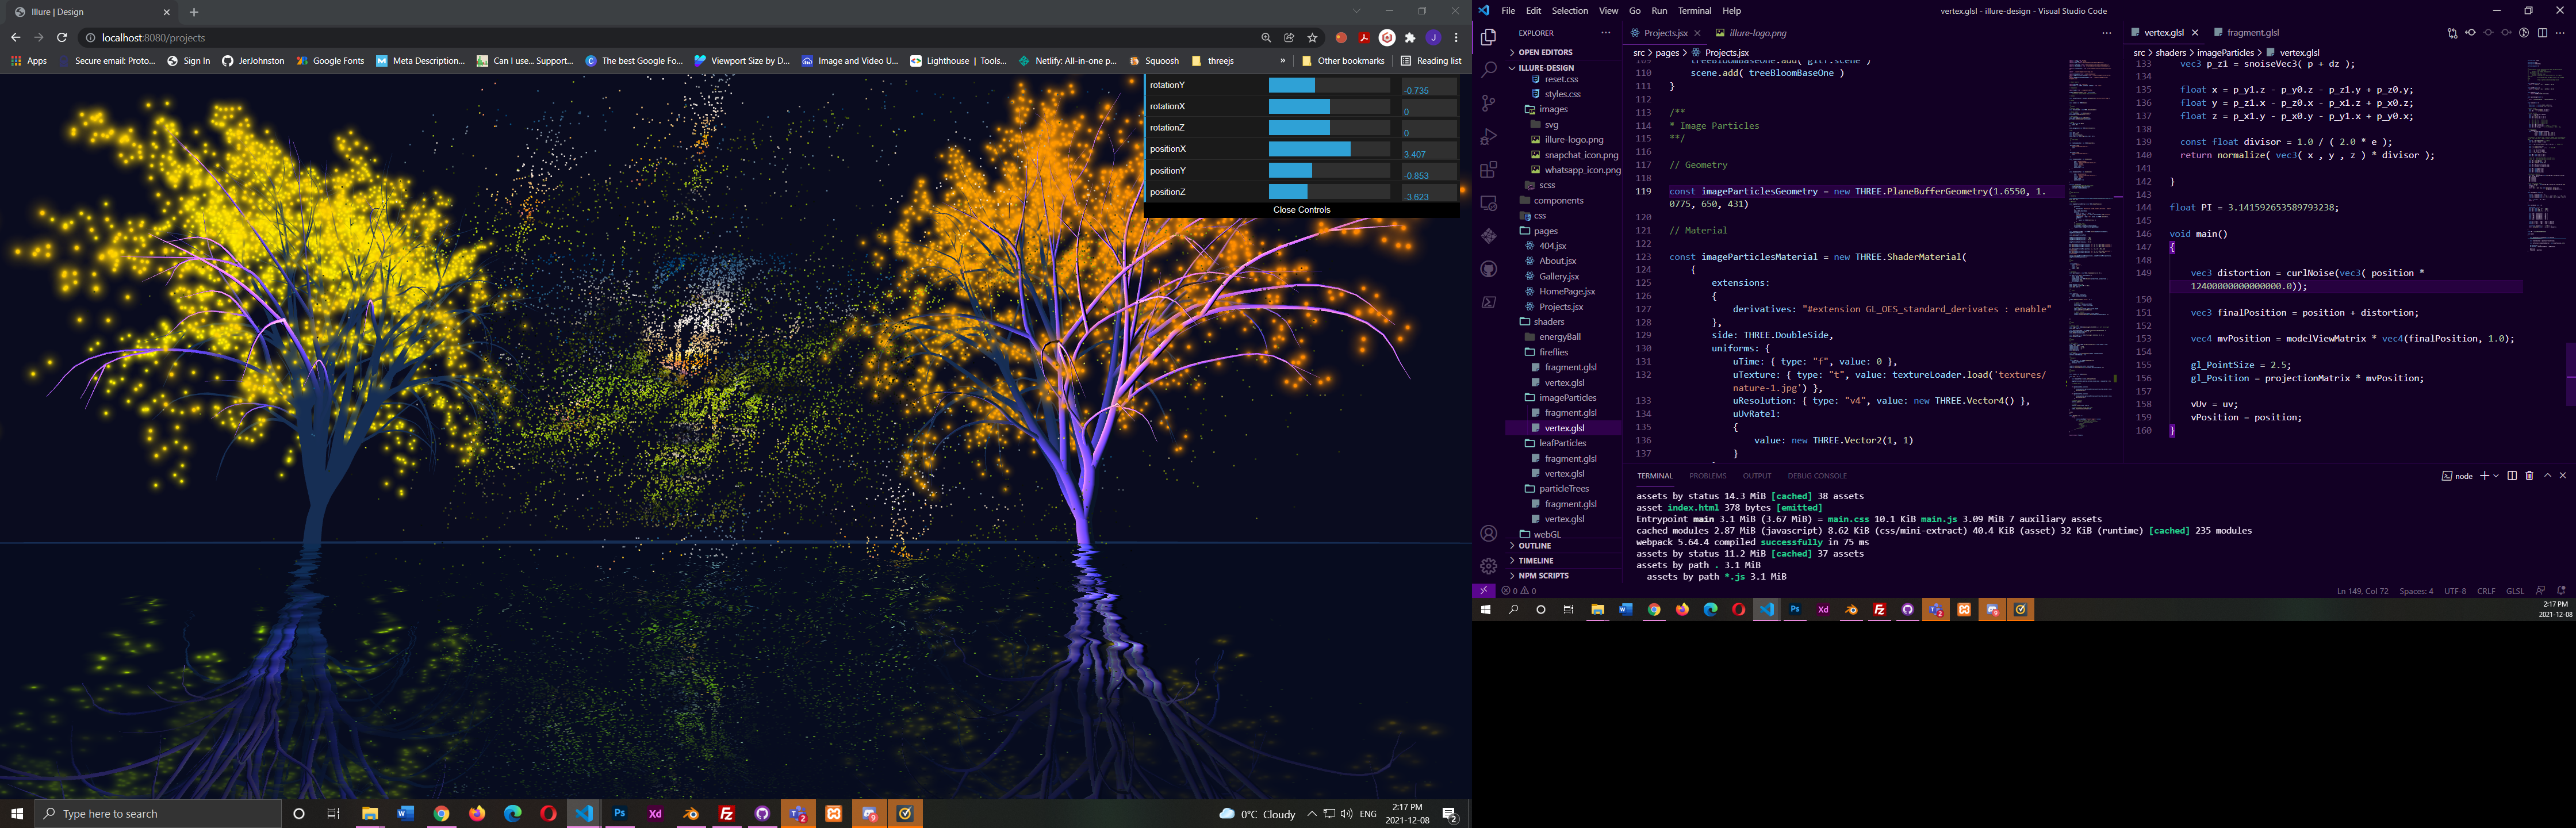 Illure | Design
localhost:8080/projects
Apps
Secure email: Proto...
Sign In
JerJohnston
Google Fonts
Meta Description...
Can I use... Support...
The best Google Fo...
Viewport Size by D...
Image and Video U...
Lighthouse | Tools...
Netlify: All-in-one p...
Squoosh
threejs
»
Other bookmarks
Reading list
rotationY
-0.735
rotationX
0
rotationZ
0
positionX
3.407
positionY
-0.853
positionZ
-3.623
Close Controls
Type here to search
0°C Cloudy
ENG
2:17 PM
2021-12-08
File Edit Selection View Go Run Terminal Help
vertex.glsl - illure-design - Visual Studio Code
EXPLORER
OPEN EDITORS
ILLURE-DESIGN
reset.css
styles.css
images
svg
illure-logo.png
snapchat_icon.png
whatsapp_icon.png
scss
components
css
pages
404.jsx
About.jsx
Gallery.jsx
HomePage.jsx
Projects.jsx
shaders
energyBall
fireflies
fragment.glsl
vertex.glsl
imageParticles
fragment.glsl
vertex.glsl
leafParticles
fragment.glsl
vertex.glsl
particleTrees
fragment.glsl
vertex.glsl
webGL
OUTLINE
TIMELINE
NPM SCRIPTS
Projects.jsx
illure-logo.png
src > pages > Projects.jsx
109 treeBloomBaseOne.add( gltf.scene )
110 scene.add( treeBloomBaseOne )
111 }
112
113 /**
114 * Image Particles
115 **/
116
117 // Geometry
118
119 const imageParticlesGeometry = new THREE.PlaneBufferGeometry(1.6550, 1.
0775, 650, 431)
120
121 // Material
122
123 const imageParticlesMaterial = new THREE.ShaderMaterial(
124 {
125 extensions:
126 {
127 derivatives: "#extension GL_OES_standard_derivates : enable"
128 },
129 side: THREE.DoubleSide,
130 uniforms: {
131 uTime: { type: "f", value: 0 },
132 uTexture: { type: "t", value: textureLoader.load('textures/
nature-1.jpg') },
133 uResolution: { type: "v4", value: new THREE.Vector4() },
134 uUvRate1:
135 {
136 value: new THREE.Vector2(1, 1)
137 }
vertex.glsl
fragment.glsl
src > shaders > imageParticles > vertex.glsl
133 vec3 p_z1 = snoiseVec3( p + dz );
134
135 float x = p_y1.z - p_y0.z - p_z1.y + p_z0.y;
136 float y = p_z1.x - p_z0.x - p_x1.z + p_x0.z;
137 float z = p_x1.y - p_x0.y - p_y1.x + p_y0.x;
138
139 const float divisor = 1.0 / ( 2.0 * e );
140 return normalize( vec3( x , y , z ) * divisor );
141
142 }
143
144 float PI = 3.141592653589793238;
145
146 void main()
147 {
148
149 vec3 distortion = curlNoise(vec3( position *
12400000000000000.0));
150
151 vec3 finalPosition = position + distortion;
152
153 vec4 mvPosition = modelViewMatrix * vec4(finalPosition, 1.0);
154
155 gl_PointSize = 2.5;
156 gl_Position = projectionMatrix * mvPosition;
157
158 vUv = uv;
159 vPosition = position;
160 }
TERMINAL PROBLEMS OUTPUT DEBUG CONSOLE
node
assets by status 14.3 MiB [cached] 38 assets
asset index.html 378 bytes [emitted]
Entrypoint main 3.1 MiB (3.67 MiB) = main.css 10.1 KiB main.js 3.09 MiB 7 auxiliary assets
cached modules 2.87 MiB (javascript) 8.62 KiB (css/mini-extract) 40.4 KiB (asset) 32 KiB (runtime) [cached] 235 modules
webpack 5.64.4 compiled successfully in 75 ms
assets by status 11.2 MiB [cached] 37 assets
assets by path . 3.1 MiB
assets by path *.js 3.1 MiB
0 0
Ln 149, Col 72 Spaces: 4 UTF-8 CRLF GLSL
2:17 PM
2021-12-08